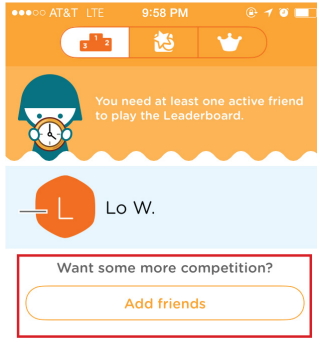 AT&T LTE 9:58 PM
1
2
3
You need at least one active friend
to play the Leaderboard.
L Lo W.
Want some more competition?
Add friends